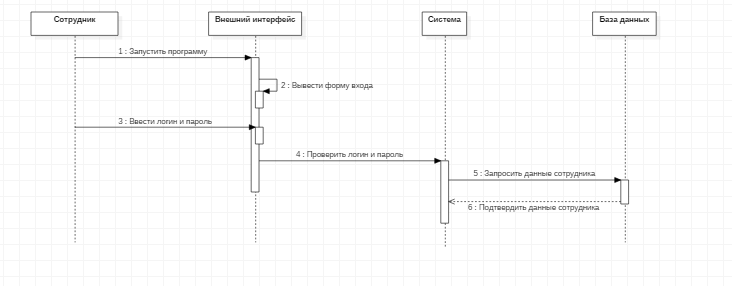 Сотрудник
Внешний интерфейс
Система
База данных
1 : Запустить программу
2 : Вывести форму входа
3 : Ввести логин и пароль
4 : Проверить логин и пароль
5 : Запросить данные сотрудника
6 : Подтвердить данные сотрудника